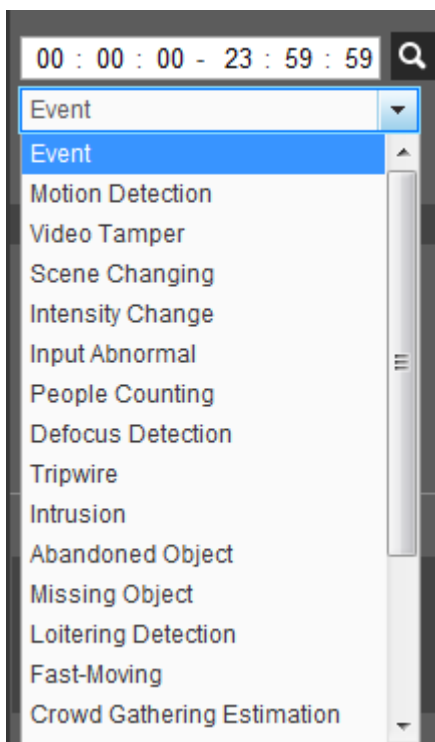 00 : 00 : 00 - 23 : 59 : 59
Event
Event
Motion Detection
Video Tamper
Scene Changing
Intensity Change
Input Abnormal
People Counting
Defocus Detection
Tripwire
Intrusion
Abandoned Object
Missing Object
Loitering Detection
Fast-Moving
Crowd Gathering Estimation